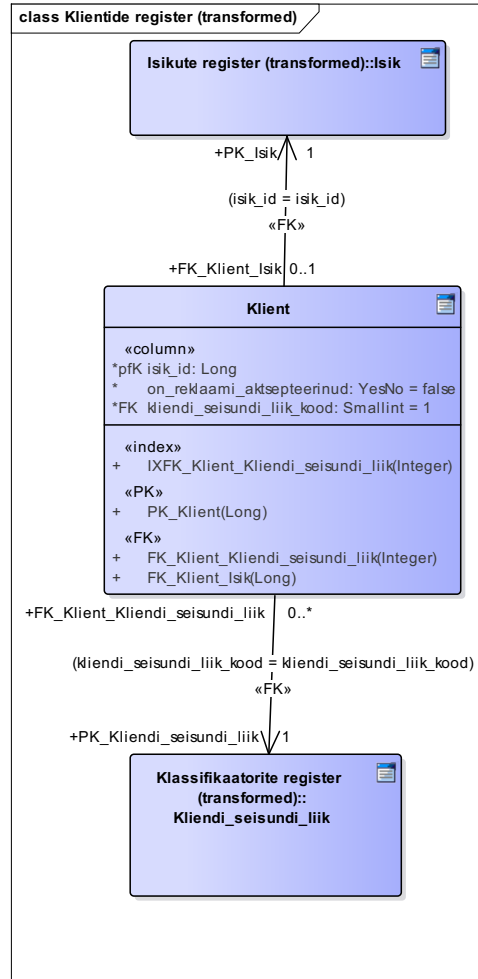 class Klientide register (transformed)
Isikute register (transformed)::Isik
+PK_Isik 1
(isik_id = isik_id)
«FK»
+FK_Klient_Isik 0..1
Klient
«column»
*pfK isik_id: Long
* on_reklaami_aktsepteerinud: YesNo = false
*FK kliendi_seisundi_liik_kood: Smallint = 1
«index»
+ IXFK_Klient_Kliendi_seisundi_liik(Integer)
«PK»
+ PK_Klient(Long)
«FK»
+ FK_Klient_Kliendi_seisundi_liik(Integer)
+ FK_Klient_Isik(Long)
+FK_Klient_Kliendi_seisundi_liik 0..*
(kliendi_seisundi_liik_kood = kliendi_seisundi_liik_kood)
«FK»
+PK_Kliendi_seisundi_liik 1
Klassifikaatorite register
(transformed)::
Kliendi_seisundi_liik